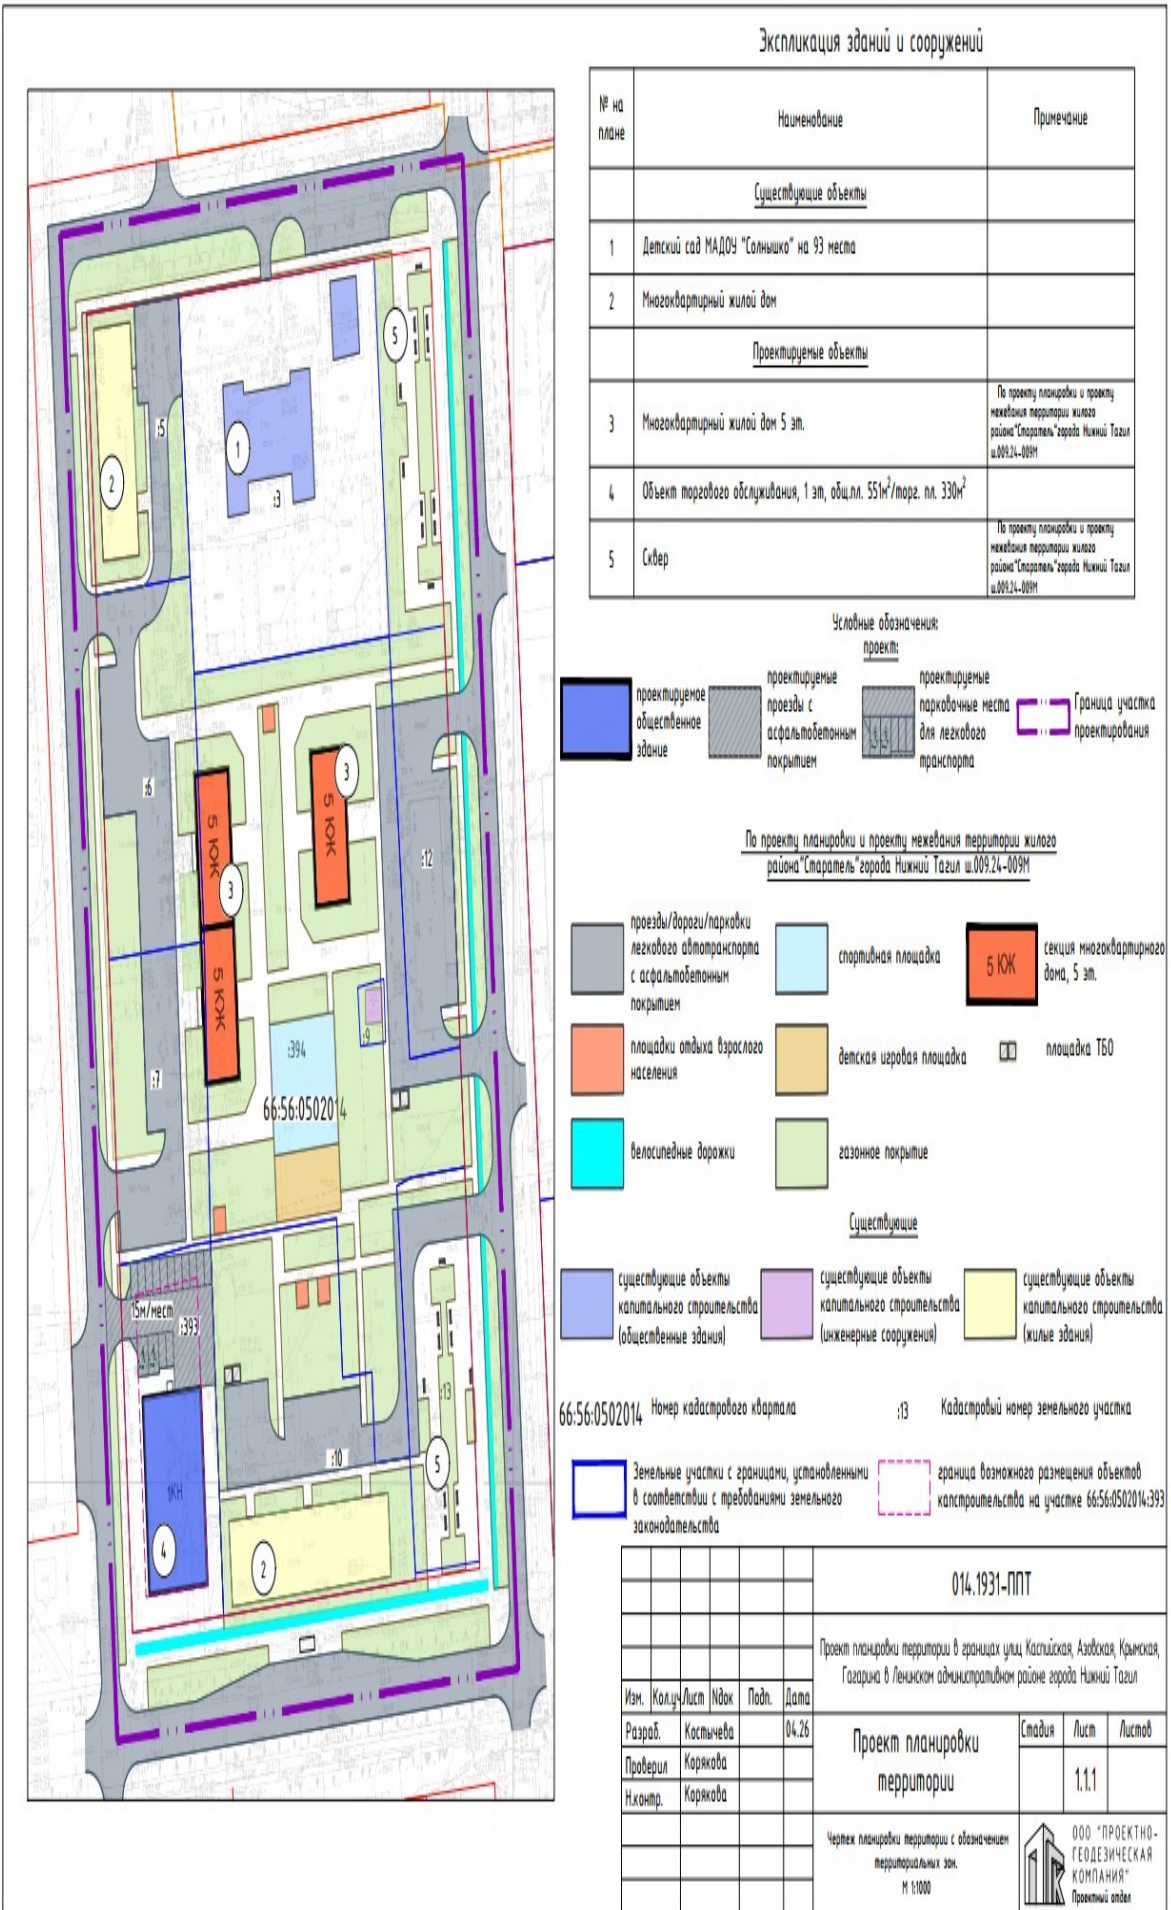 Экспликация зданий и сооружений
№ на плане
Наименование
Примечание
Существующие объекты
1
Детский сад МАДОУ "Солнышко" на 93 места
2
Многоквартирный жилой дом
Проектируемые объекты
3
Многоквартирный жилой дом 5 эт.
По проекту планировки и проекту
межевания территории жилого
района"Старатель"города Нижний Тагил
ш.009.24-009М
4
Объект торгового обслуживания, 1 эт, общ.пл. 551м²/торг. пл. 330м²
5
Сквер
По проекту планировки и проекту
межевания территории жилого
района"Старатель"города Нижний Тагил
ш.009.24-009М
Условные обозначения:
проект:
проектируемое
общественное
здание
проектируемые
проезды с
асфальтобетонным
покрытием
проектируемые
парковочные места
для легкового
транспорта
Граница участка
проектирования
По проекту планировки и проекту межевания территории жилого
района"Старатель"города Нижний Тагил ш.009.24-009М
проезды/дороги/парковки
легкового автотранспорта
с асфальтобетонным
покрытием
спортивная площадка
5 КЖ
секция многоквартирного
дома, 5 эт.
площадки отдыха взрослого
населения
детская игровая площадка
площадка ТБО
велосипедные дорожки
газонное покрытие
Существующие
существующие объекты
капитального строительства
(общественные здания)
существующие объекты
капитального строительства
(инженерные сооружения)
существующие объекты
капитального строительства
(жилые здания)
66:56:0502014
Номер кадастрового квартала
:13
Кадастровый номер земельного участка
Земельные участки с границами, установленными
в соответствии с требованиями земельного
законодательства
граница возможного размещения объектов
капстроительства на участке 66:56:0502014:393
014.1931-ППТ
Проект планировки территории в границах улиц Каспийская, Азовская, Крымская,
Гагарина в Ленинском административном районе города Нижний Тагил
Изм.
Кол.уч
Лист
Nдок
Подп.
Дата
Разраб.
Костычева
04.26
Проверил
Корякова
Н.контр.
Корякова
Проект планировки
территории
Стадия
Лист
Листов
1.1.1
Чертеж планировки территории с обозначением
территориальных зон.
М 1:1000
ООО "ПРОЕКТНО-
ГЕОДЕЗИЧЕСКАЯ
КОМПАНИЯ"
Проектный отдел
5
:5
1
2
:3
:6
3
5 КЖ
5 КЖ
3
:12
5 КЖ
:394
:9
:7
66:56:0502014
15м/мест
:393
:13
:10
5
1КН
4
2